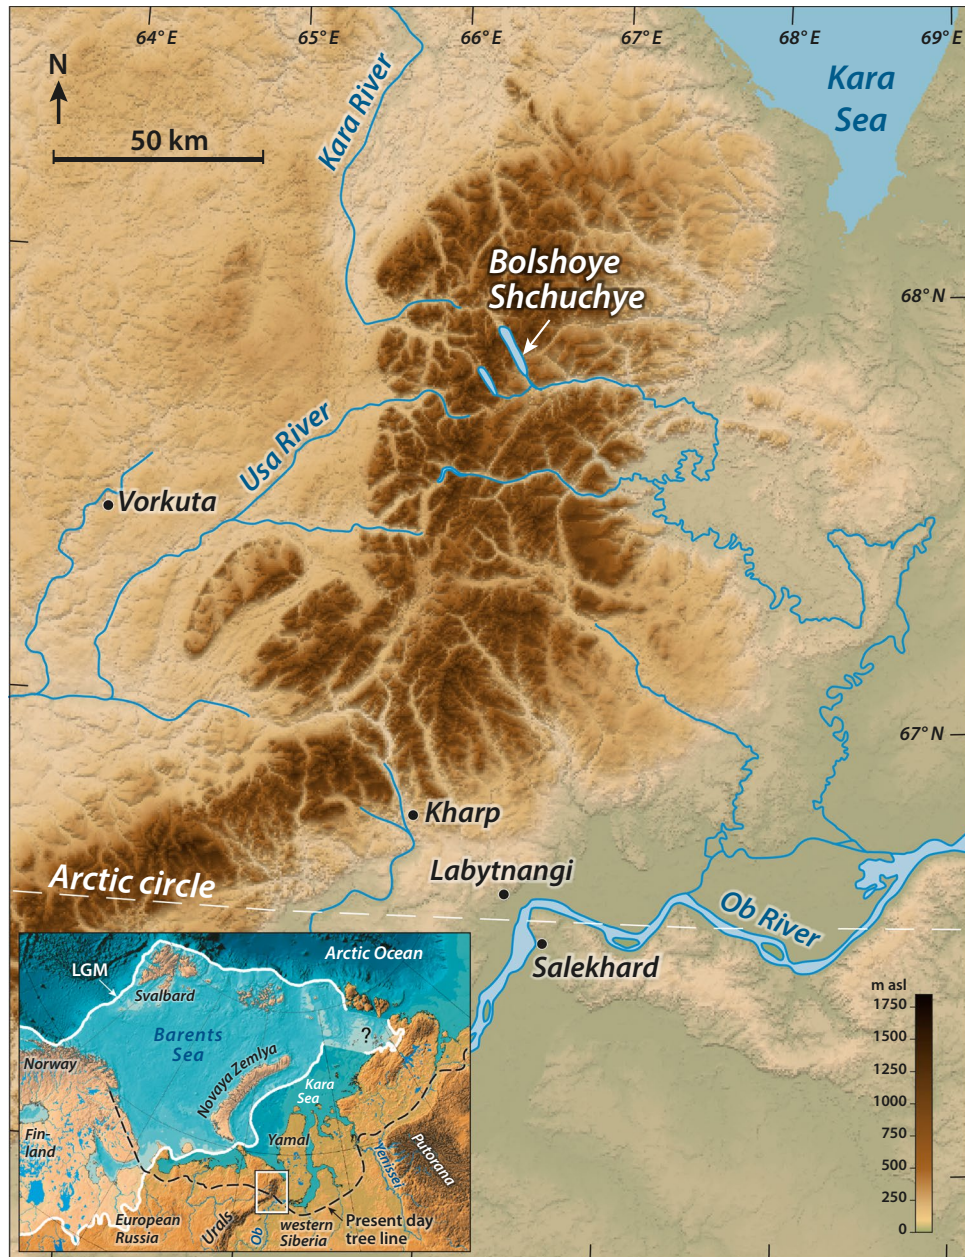 64° E
65° E
66° E
67° E
68° E
69° E
N
50 km
Kara River
Kara
Sea
Bolshoye
Shchuchye
68° N
Usa River
Vorkuta
67° N
Kharp
Labytnangi
Arctic circle
Ob River
Salekhard
m asl
1750
1500
1250
1000
750
500
250
0
LGM
Svalbard
Arctic Ocean
Barents
Sea
Norway
Novaya Zemlya
?
Kara
Sea
Fin-
land
Yamal
Yenissei
Putorana
European
Russia
Urals
Ob
western
Siberia
Present day
tree line